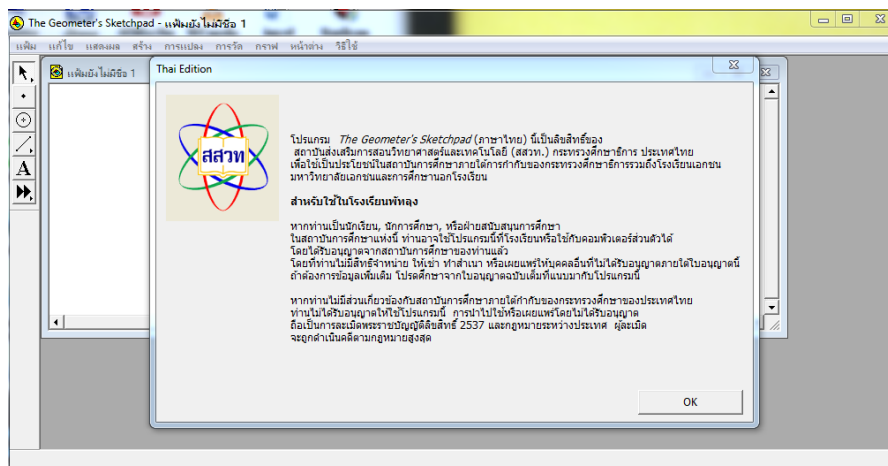 The Geometer's Sketchpad - แฟ้มยังไม่มีชื่อ 1
แฟ้ม แก้ไข แสดงผล สร้าง การแปลง การวัด กราฟ หน้าต่าง วิธีใช้
แฟ้มยังไม่มีชื่อ 1
Thai Edition
สสวท
A
โปรแกรม The Geometer's Sketchpad (ภาษาไทย) นี้เป็นลิขสิทธิ์ของ
สถาบันส่งเสริมการสอนวิทยาศาสตร์และเทคโนโลยี (สสวท.) กระทรวงศึกษาธิการ ประเทศไทย
เพื่อใช้เป็นประโยชน์ในสถาบันการศึกษาภายใต้การกำกับของกระทรวงศึกษาธิการรวมถึงโรงเรียนเอกชน
มหาวิทยาลัยเอกชนและการศึกษานอกโรงเรียน
สำหรับใช้ในโรงเรียนพัทลุง
หากท่านเป็นนักเรียน, นักการศึกษา, หรือฝ่ายสนับสนุนการศึกษา
ในสถาบันการศึกษาแห่งนี้ ท่านอาจใช้โปรแกรมนี้ที่โรงเรียนหรือใช้กับคอมพิวเตอร์ส่วนตัวได้
โดยได้รับอนุญาตจากสถาบันการศึกษาของท่านแล้ว
โดยที่ท่านไม่มีสิทธิ์จำหน่าย ให้เช่า ทำสำเนา หรือเผยแพร่ให้บุคคลอื่นที่ไม่ได้รับอนุญาตภายใต้ใบอนุญาตนี้
ถ้าต้องการข้อมูลเพิ่มเติม โปรดศึกษาจากใบอนุญาตฉบับเต็มที่แนบมากับโปรแกรมนี้
หากท่านไม่มีส่วนเกี่ยวข้องกับสถาบันการศึกษาภายใต้กำกับของกระทรวงศึกษาของประเทศไทย
ท่านไม่ได้รับอนุญาตให้ใช้โปรแกรมนี้ การนำไปใช้หรือเผยแพร่โดยไม่ได้รับอนุญาต
ถือเป็นการละเมิดพระราชบัญญัติลิขสิทธิ์ 2537 และกฎหมายระหว่างประเทศ ผู้ละเมิด
จะถูกดำเนินคดีตามกฎหมายสูงสุด
OK